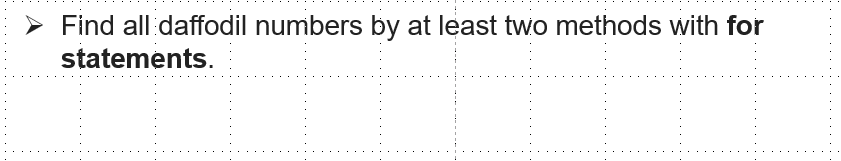 ➢ Find all daffodil numbers by at least two methods with for
statements.